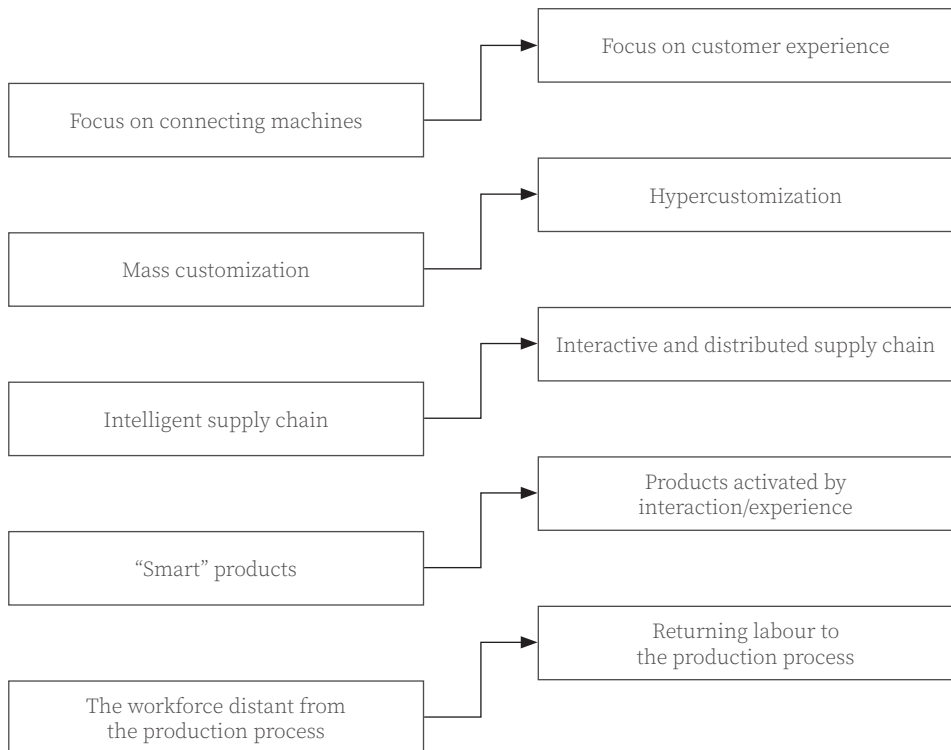 Focus on customer experience
Focus on connecting machines
Hypercustomization
Mass customization
Interactive and distributed supply chain
Intelligent supply chain
Products activated by
interaction/experience
“Smart” products
Returning labour to
the production process
The workforce distant from
the production process